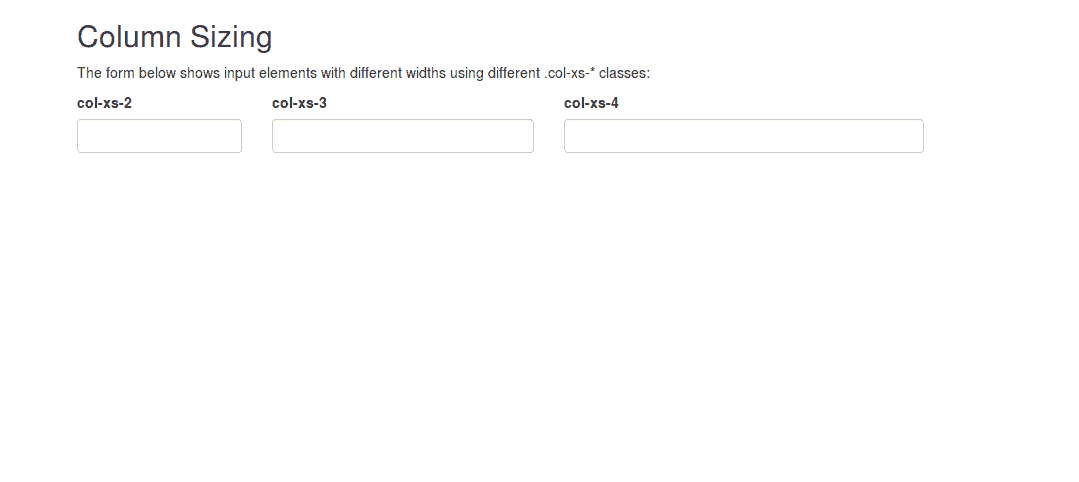 Column Sizing
The form below shows input elements with different widths using different .col-xs-* classes:
col-xs-2 col-xs-3 col-xs-4